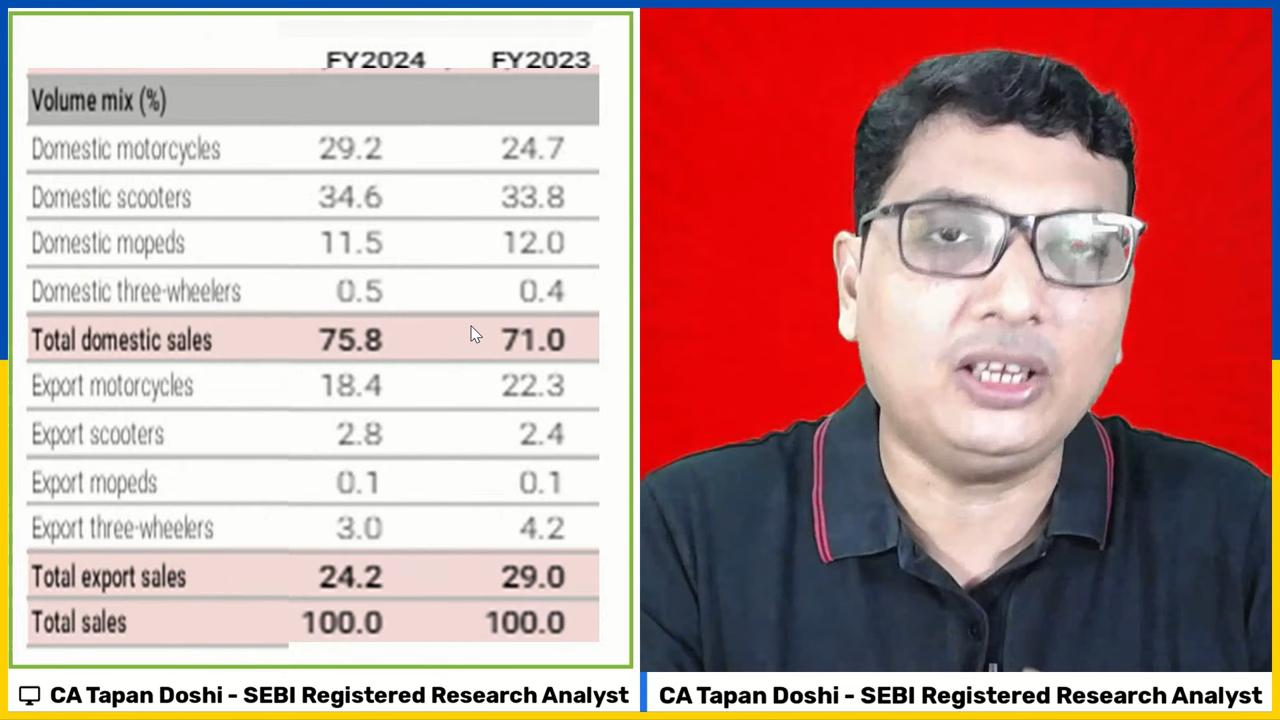 FY2024 FY2023
Volume mix (%)
Domestic motorcycles 29.2 24.7
Domestic scooters 34.6 33.8
Domestic mopeds 11.5 12.0
Domestic three-wheelers 0.5 0.4
Total domestic sales 75.8 71.0
Export motorcycles 18.4 22.3
Export scooters 2.8 2.4
Export mopeds 0.1 0.1
Export three-wheelers 3.0 4.2
Total export sales 24.2 29.0
Total sales 100.0 100.0
CA Tapan Doshi - SEBI Registered Research Analyst
CA Tapan Doshi - SEBI Registered Research Analyst